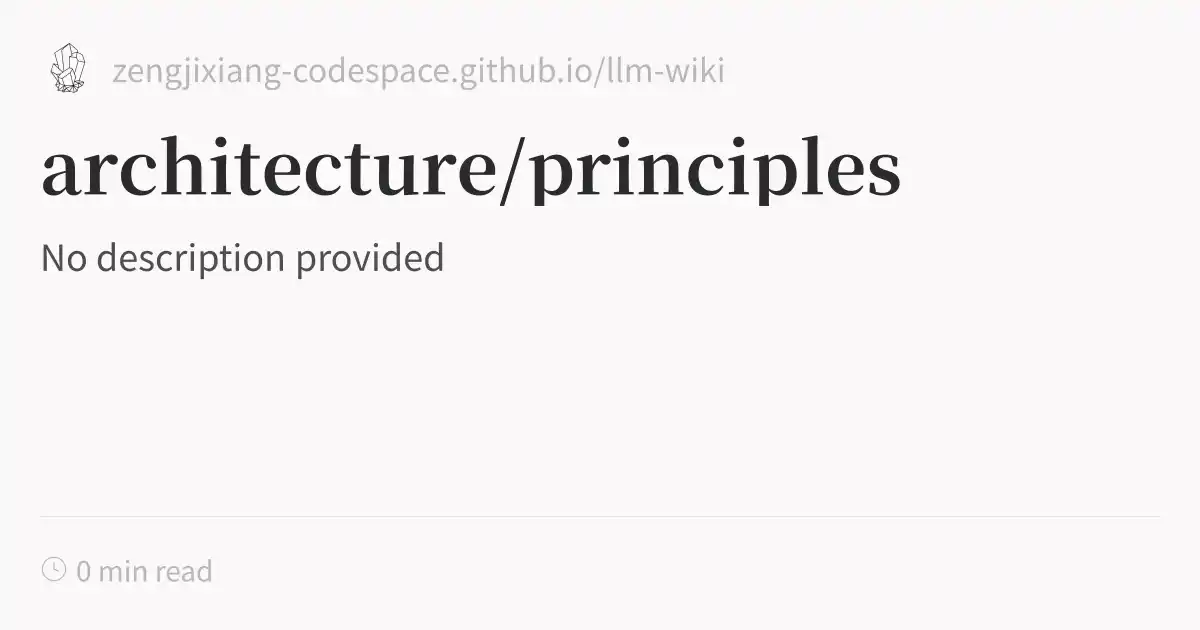 zengjixiang-codespace.github.io/llm-wiki
architecture/principles
No description provided
0 min read